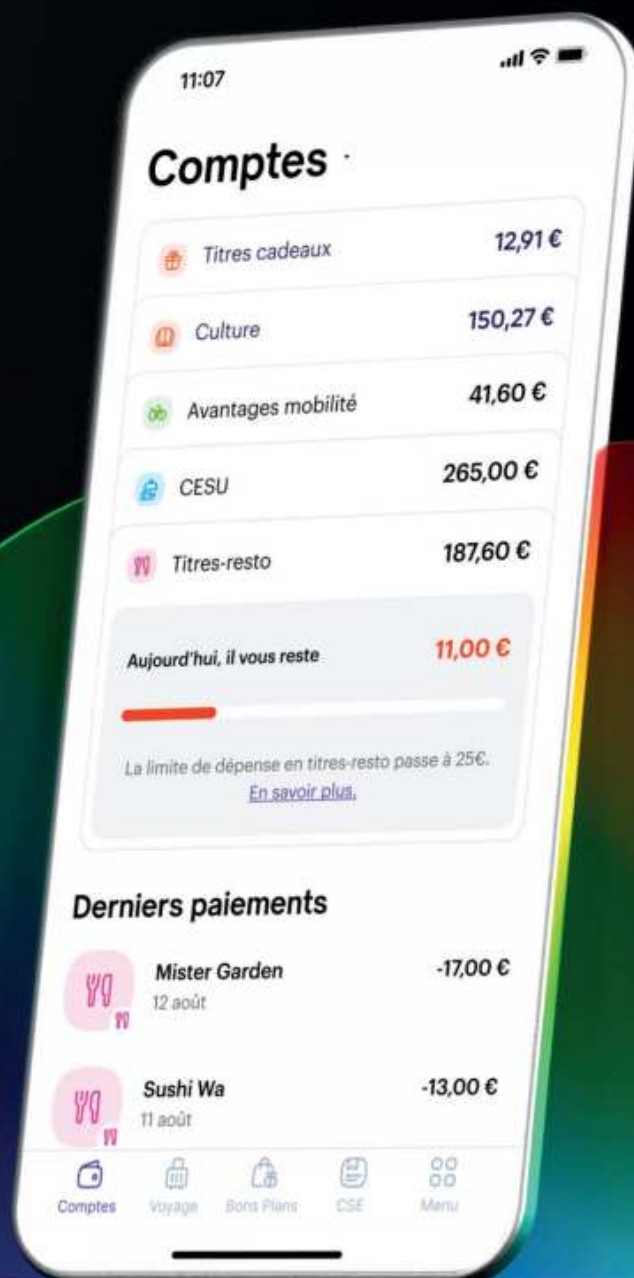 11:07
Comptes
Titres cadeaux 12,91 €
Culture 150,27 €
Avantages mobilité 41,60 €
CESU 265,00 €
Titres-resto 187,60 €
Aujourd'hui, il vous reste 11,00 €
La limite de dépense en titres-resto passe à 25€.
En savoir plus.
Derniers paiements
Mister Garden -17,00 €
12 août
Sushi Wa -13,00 €
11 août
Comptes Voyage Bons Plans CSE Menu